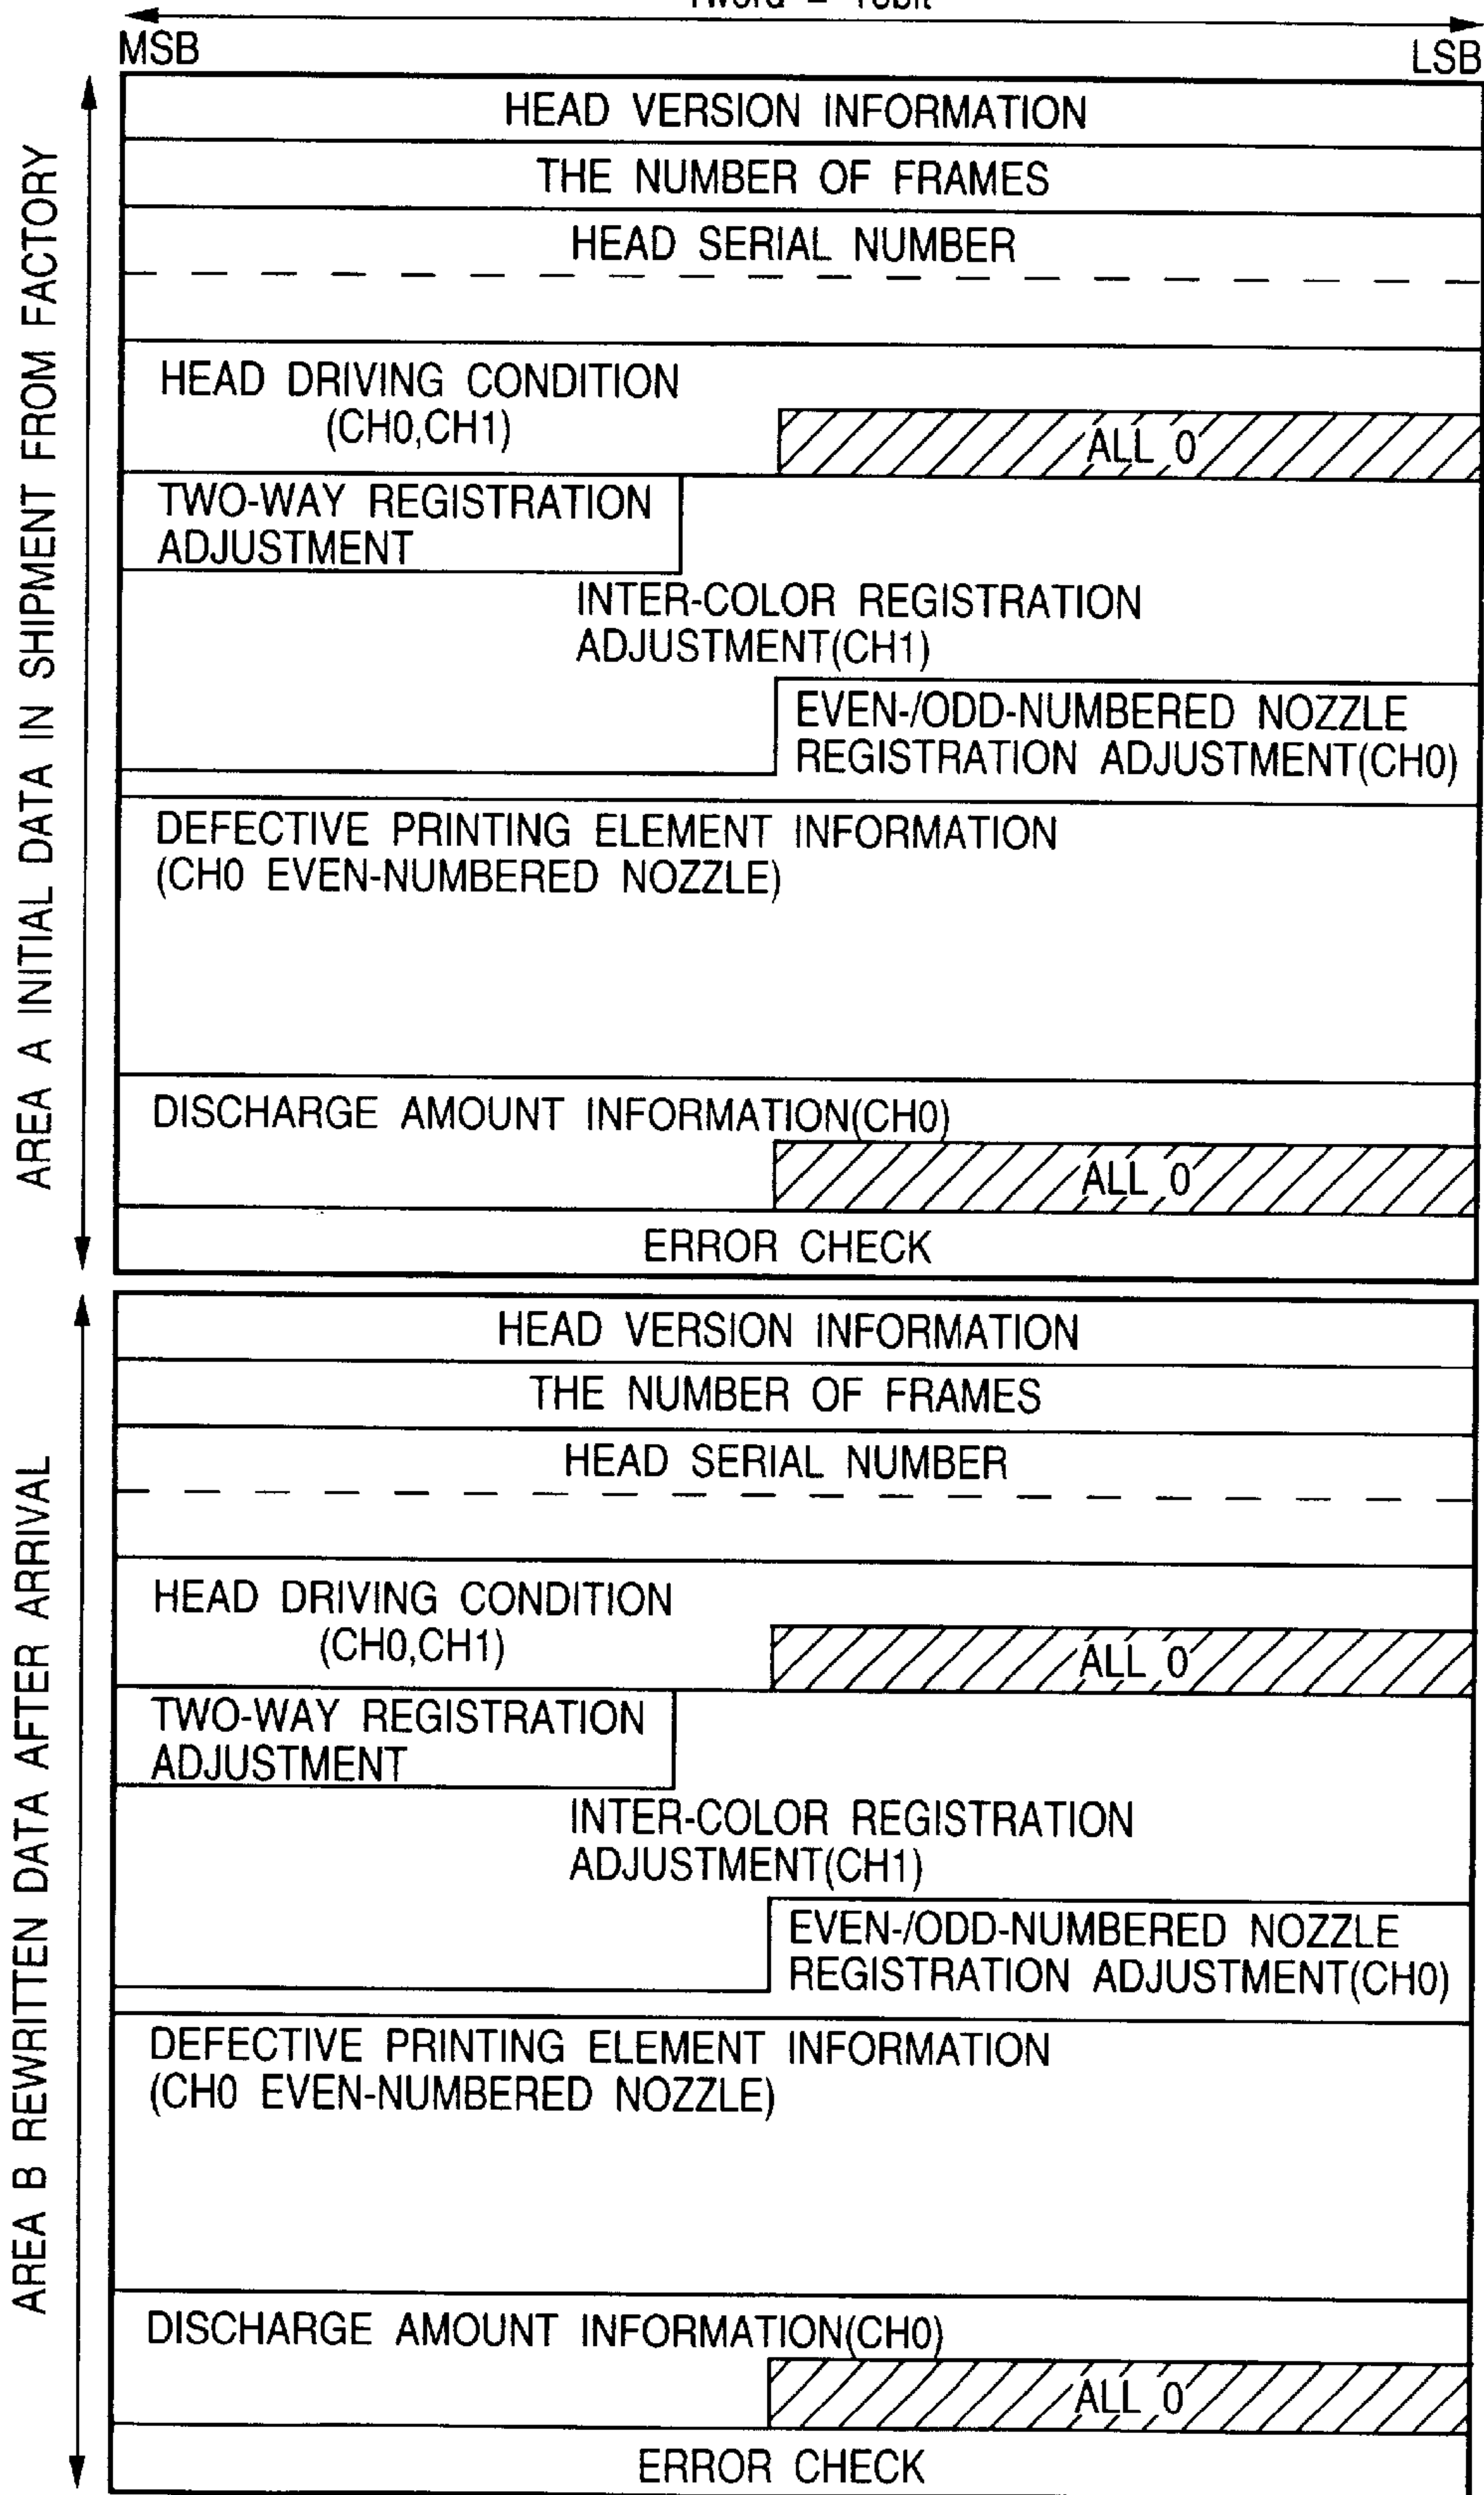 MSB
LSB
AREA A INITIAL DATA IN SHIPMENT FROM FACTORY
HEAD VERSION INFORMATION
THE NUMBER OF FRAMES
HEAD SERIAL NUMBER
HEAD DRIVING CONDITION
(CH0,CH1)
ALL 0
TWO-WAY REGISTRATION
ADJUSTMENT
INTER-COLOR REGISTRATION
ADJUSTMENT(CH1)
EVEN-/ODD-NUMBERED NOZZLE
REGISTRATION ADJUSTMENT(CH0)
DEFECTIVE PRINTING ELEMENT INFORMATION
(CH0 EVEN-NUMBERED NOZZLE)
DISCHARGE AMOUNT INFORMATION(CH0)
ALL 0
ERROR CHECK
AREA B REWRITTEN DATA AFTER ARRIVAL
HEAD VERSION INFORMATION
THE NUMBER OF FRAMES
HEAD SERIAL NUMBER
HEAD DRIVING CONDITION
(CH0,CH1)
ALL 0
TWO-WAY REGISTRATION
ADJUSTMENT
INTER-COLOR REGISTRATION
ADJUSTMENT(CH1)
EVEN-/ODD-NUMBERED NOZZLE
REGISTRATION ADJUSTMENT(CH0)
DEFECTIVE PRINTING ELEMENT INFORMATION
(CH0 EVEN-NUMBERED NOZZLE)
DISCHARGE AMOUNT INFORMATION(CH0)
ALL 0
ERROR CHECK